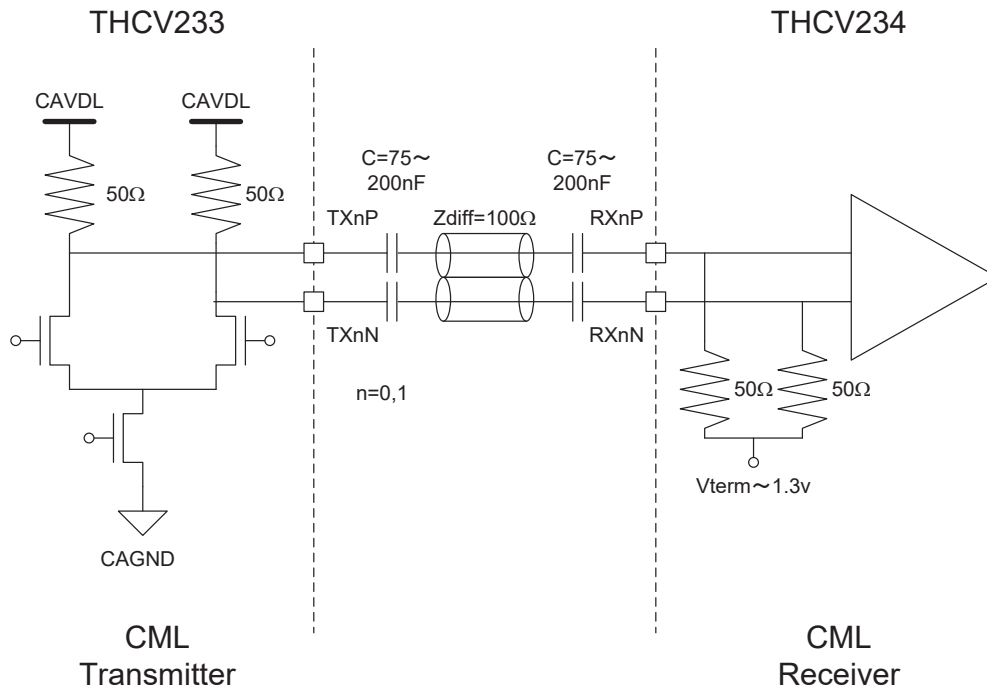 THCV233
THCV234
CAVDL
CAVDL
C=75～
200nF
C=75～
200nF
50Ω
50Ω
TXnP
Zdiff=100Ω
RXnP
TXnN
RXnN
n=0,1
50Ω
50Ω
Vterm～1.3v
CAGND
CML
Transmitter
CML
Receiver